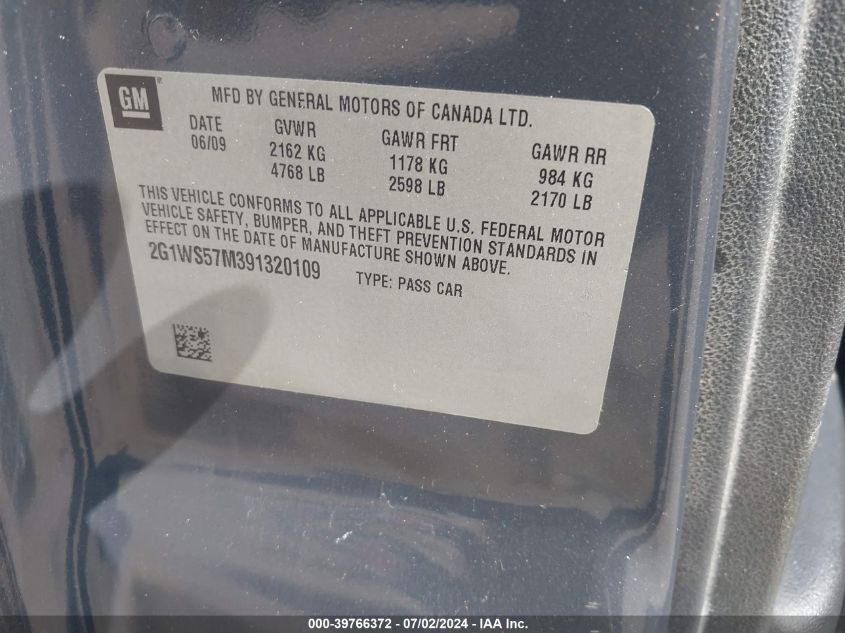 GM
MFD BY GENERAL MOTORS OF CANADA LTD.
DATE GVWR GAWR FRT GAWR RR
06/09 2162 KG 1178 KG 984 KG
4768 LB 2598 LB 2170 LB
THIS VEHICLE CONFORMS TO ALL APPLICABLE U.S. FEDERAL MOTOR
VEHICLE SAFETY, BUMPER, AND THEFT PREVENTION STANDARDS IN
EFFECT ON THE DATE OF MANUFACTURE SHOWN ABOVE.
2G1WS57M391320109 TYPE: PASS CAR
000-39766372 - 07/02/2024 - IAA Inc.